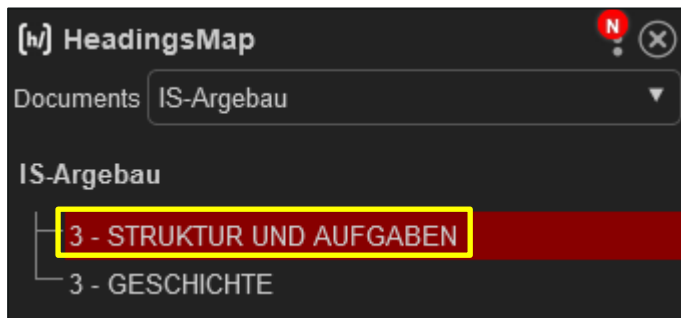 [h/] HeadingsMap N
Documents IS-Argebau
IS-Argebau
3 - STRUKTUR UND AUFGABEN
3 - GESCHICHTE